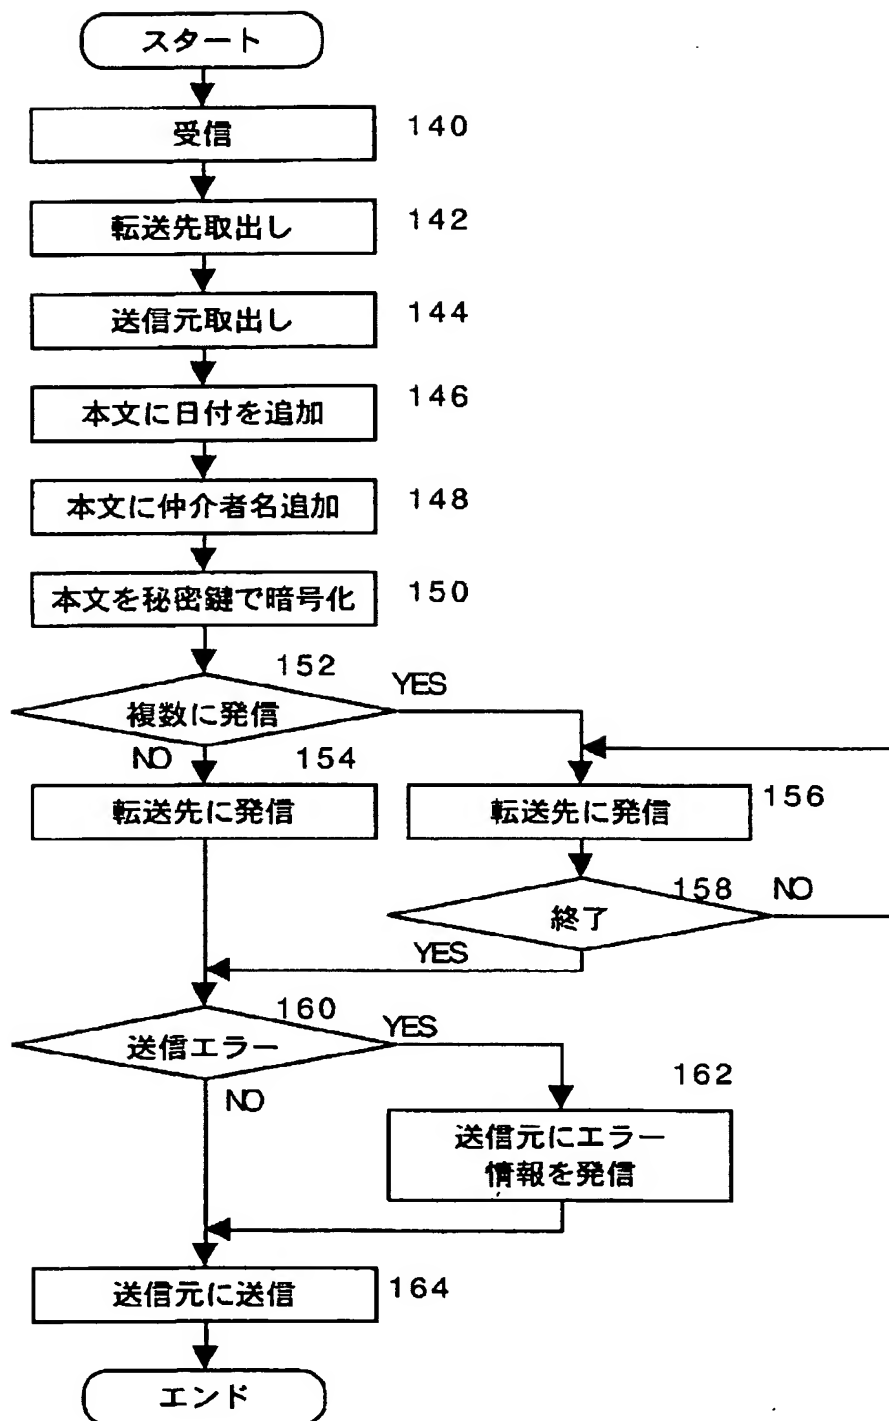 スタート
受信
140
転送先取出し
142
送信元取出し
144
本文に日付を追加
146
本文に仲介者名追加
148
本文を秘密鍵で暗号化
150
152
YES
複数に発信
NO
154
転送先に発信
転送先に発信
156
158
NO
終了
YES
160
YES
送信エラー
NO
162
送信元にエラー
情報を発信
送信元に送信
164
エンド